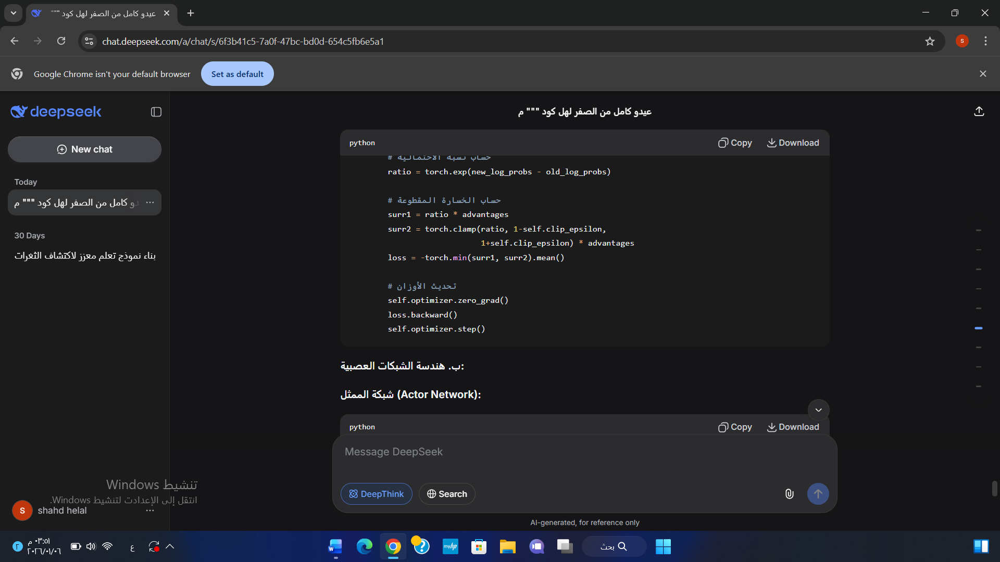 عيدو كامل من الصفر لهل كود """
chat.deepseek.com/a/chat/s/6f3b41c5-7a0f-47bc-bd0d-654c5fb6e5a1
S
Google Chrome isn't your default browser
Set as default
deepseek
New chat
Today
دو كامل من الصفر لهل كود """ م
30 Days
بناء نموذج تعلم معزز لاكتشاف الثغرات
عيدو كامل من الصفر لهل كود """ م
python
Copy
Download
# حساب نسبة الاحتمالية
ratio = torch.exp(new_log_probs - old_log_probs)
# حساب الخسارة المقطوعة
surr1 = ratio * advantages
surr2 = torch.clamp(ratio, 1-self.clip_epsilon,
1+self.clip_epsilon) * advantages
loss = -torch.min(surr1, surr2).mean()
# تحديث الأوزان
self.optimizer.zero_grad()
loss.backward()
self.optimizer.step()
ب. هندسة الشبكات العصبية:
شبكة الممثل (Actor Network):
python
Copy
Download
Message DeepSeek
DeepThink
Search
AI-generated, for reference only
تنشيط Windows
انتقل إلى الإعدادات لتنشيط Windows.
S
shahd helal
٢
٠٣:٥١ م
٢٠٢٦/٠١/٠٦
ع
W
myhp
بحث